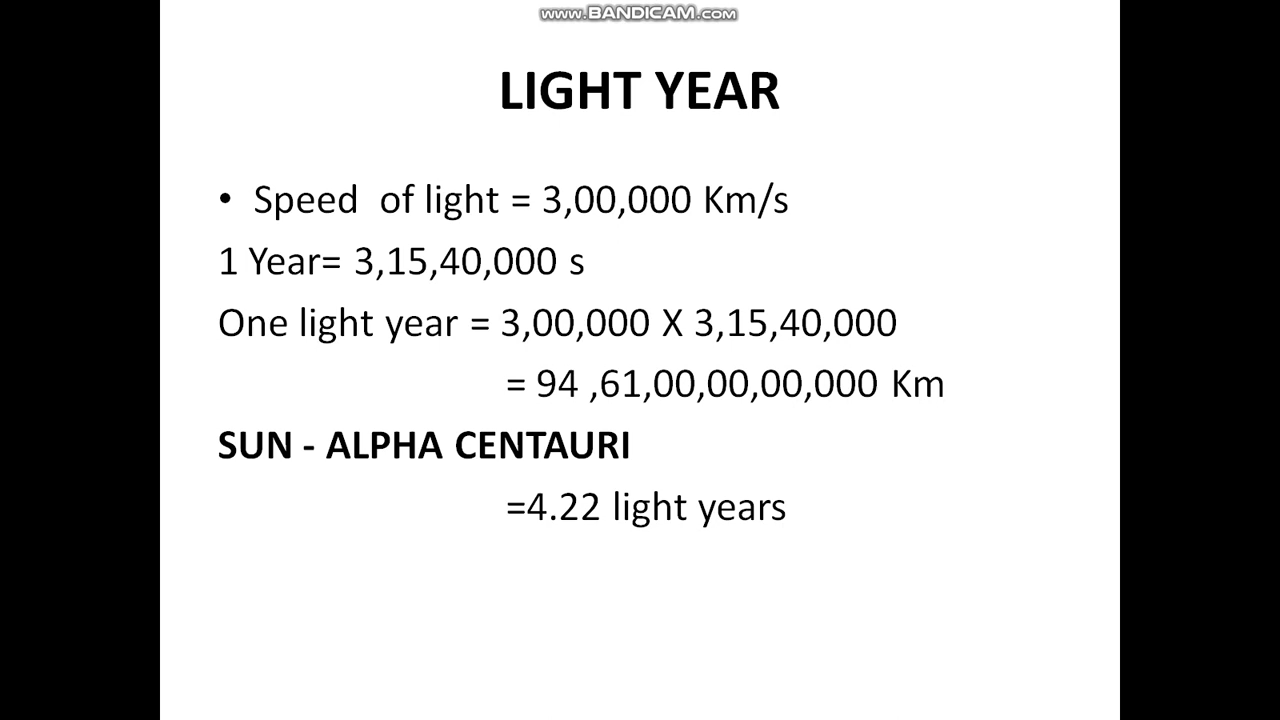 www.BANDICAM.com
LIGHT YEAR
• Speed of light = 3,00,000 Km/s
1 Year= 3,15,40,000 s
One light year = 3,00,000 X 3,15,40,000
= 94 ,61,00,00,00,000 Km
SUN - ALPHA CENTAURI
=4.22 light years